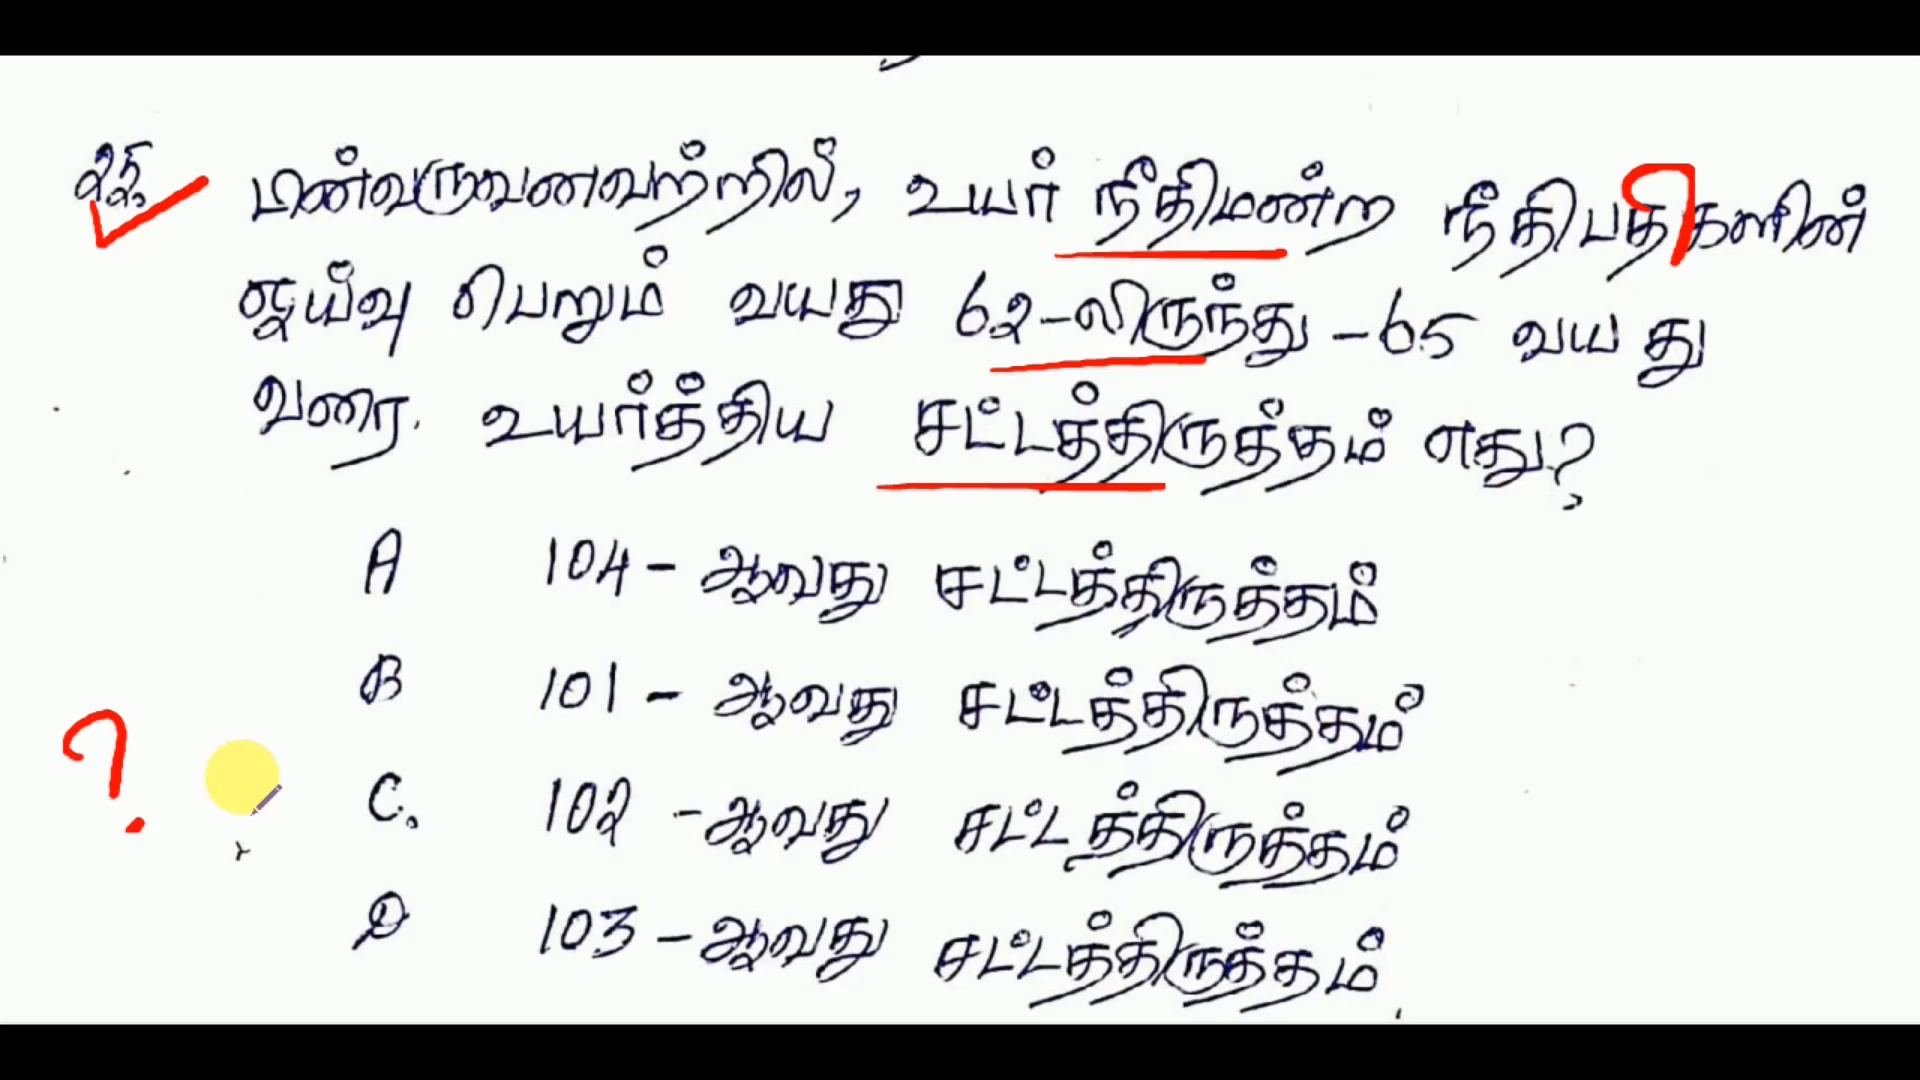 25. பின்வருவனவற்றில், உயர் நீதிமன்ற நீதிபதிகளின்
ஓய்வு பெறும் வயது 62-லிருந்து - 65 வயது
வரை. உயர்த்திய சட்டத்திருத்தம் எது?
A 104 - ஆவது சட்டத்திருத்தம்
B 101 - ஆவது சட்டத்திருத்தம்
C. 102 - ஆவது சட்டத்திருத்தம்
D 103 - ஆவது சட்டத்திருத்தம்
?